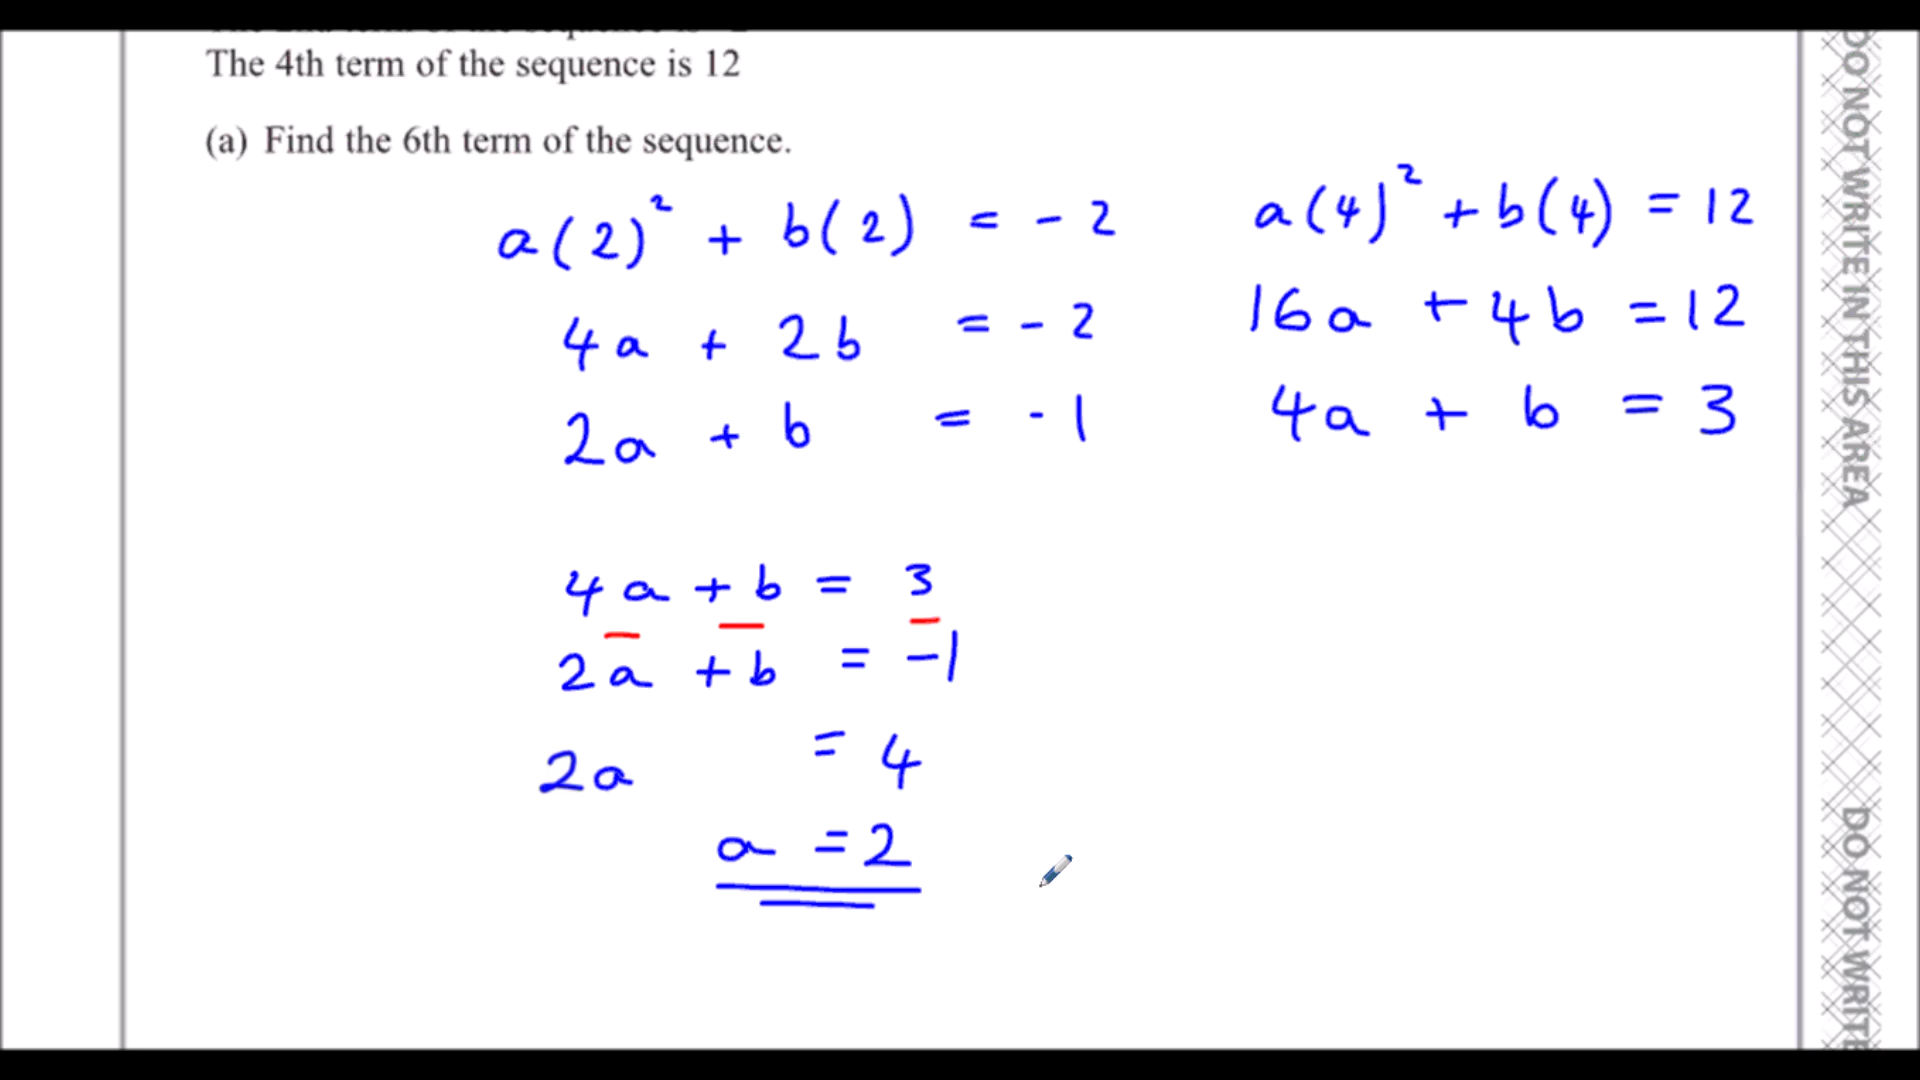 The 4th term of the sequence is 12
(a) Find the 6th term of the sequence.
a(2)² + b(2) = -2
4a + 2b = -2
2a + b = -1
a(4)² + b(4) = 12
16a + 4b = 12
4a + b = 3
4a + b = 3
2a + b = -1
2a = 4
a = 2
DO NOT WRITE IN THIS AREA
DO NOT WRITE